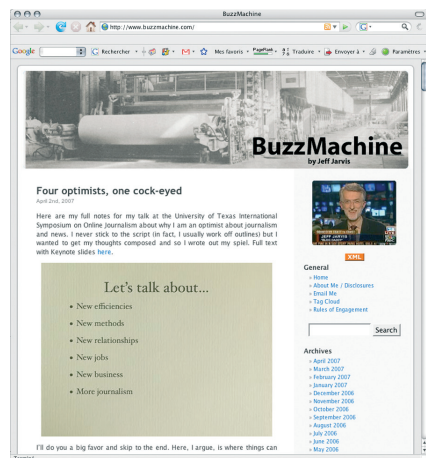 BuzzMachine
http://www.buzzmachine.com/
Google
Rechercher
Mes favoris
PageRank
Traduire
Envoyer à
Paramètres
BuzzMachine
by Jeff Jarvis
Four optimists, one cock-eyed
April 2nd, 2007
Here are my full notes for my talk at the University of Texas International
Symposium on Online Journalism about why I am an optimist about journalism
and news. I never stick to the script (in fact, I usually work off outlines) but I
wanted to get my thoughts composed and so I wrote out my spiel. Full text
with Keynote slides here.
Let's talk about...
• New efficiencies
• New methods
• New relationships
• New jobs
• New business
• More journalism
I'll do you a big favor and skip to the end. Here, I argue, is where things can
JEFF JARVIS
LIVE
XML
General
» Home
» About Me / Disclosures
» Email Me
» Tag Cloud
» Rules of Engagement
Search
Archives
» April 2007
» March 2007
» February 2007
» January 2007
» December 2006
» November 2006
» October 2006
» September 2006
» August 2006
» July 2006
» June 2006
» May 2006